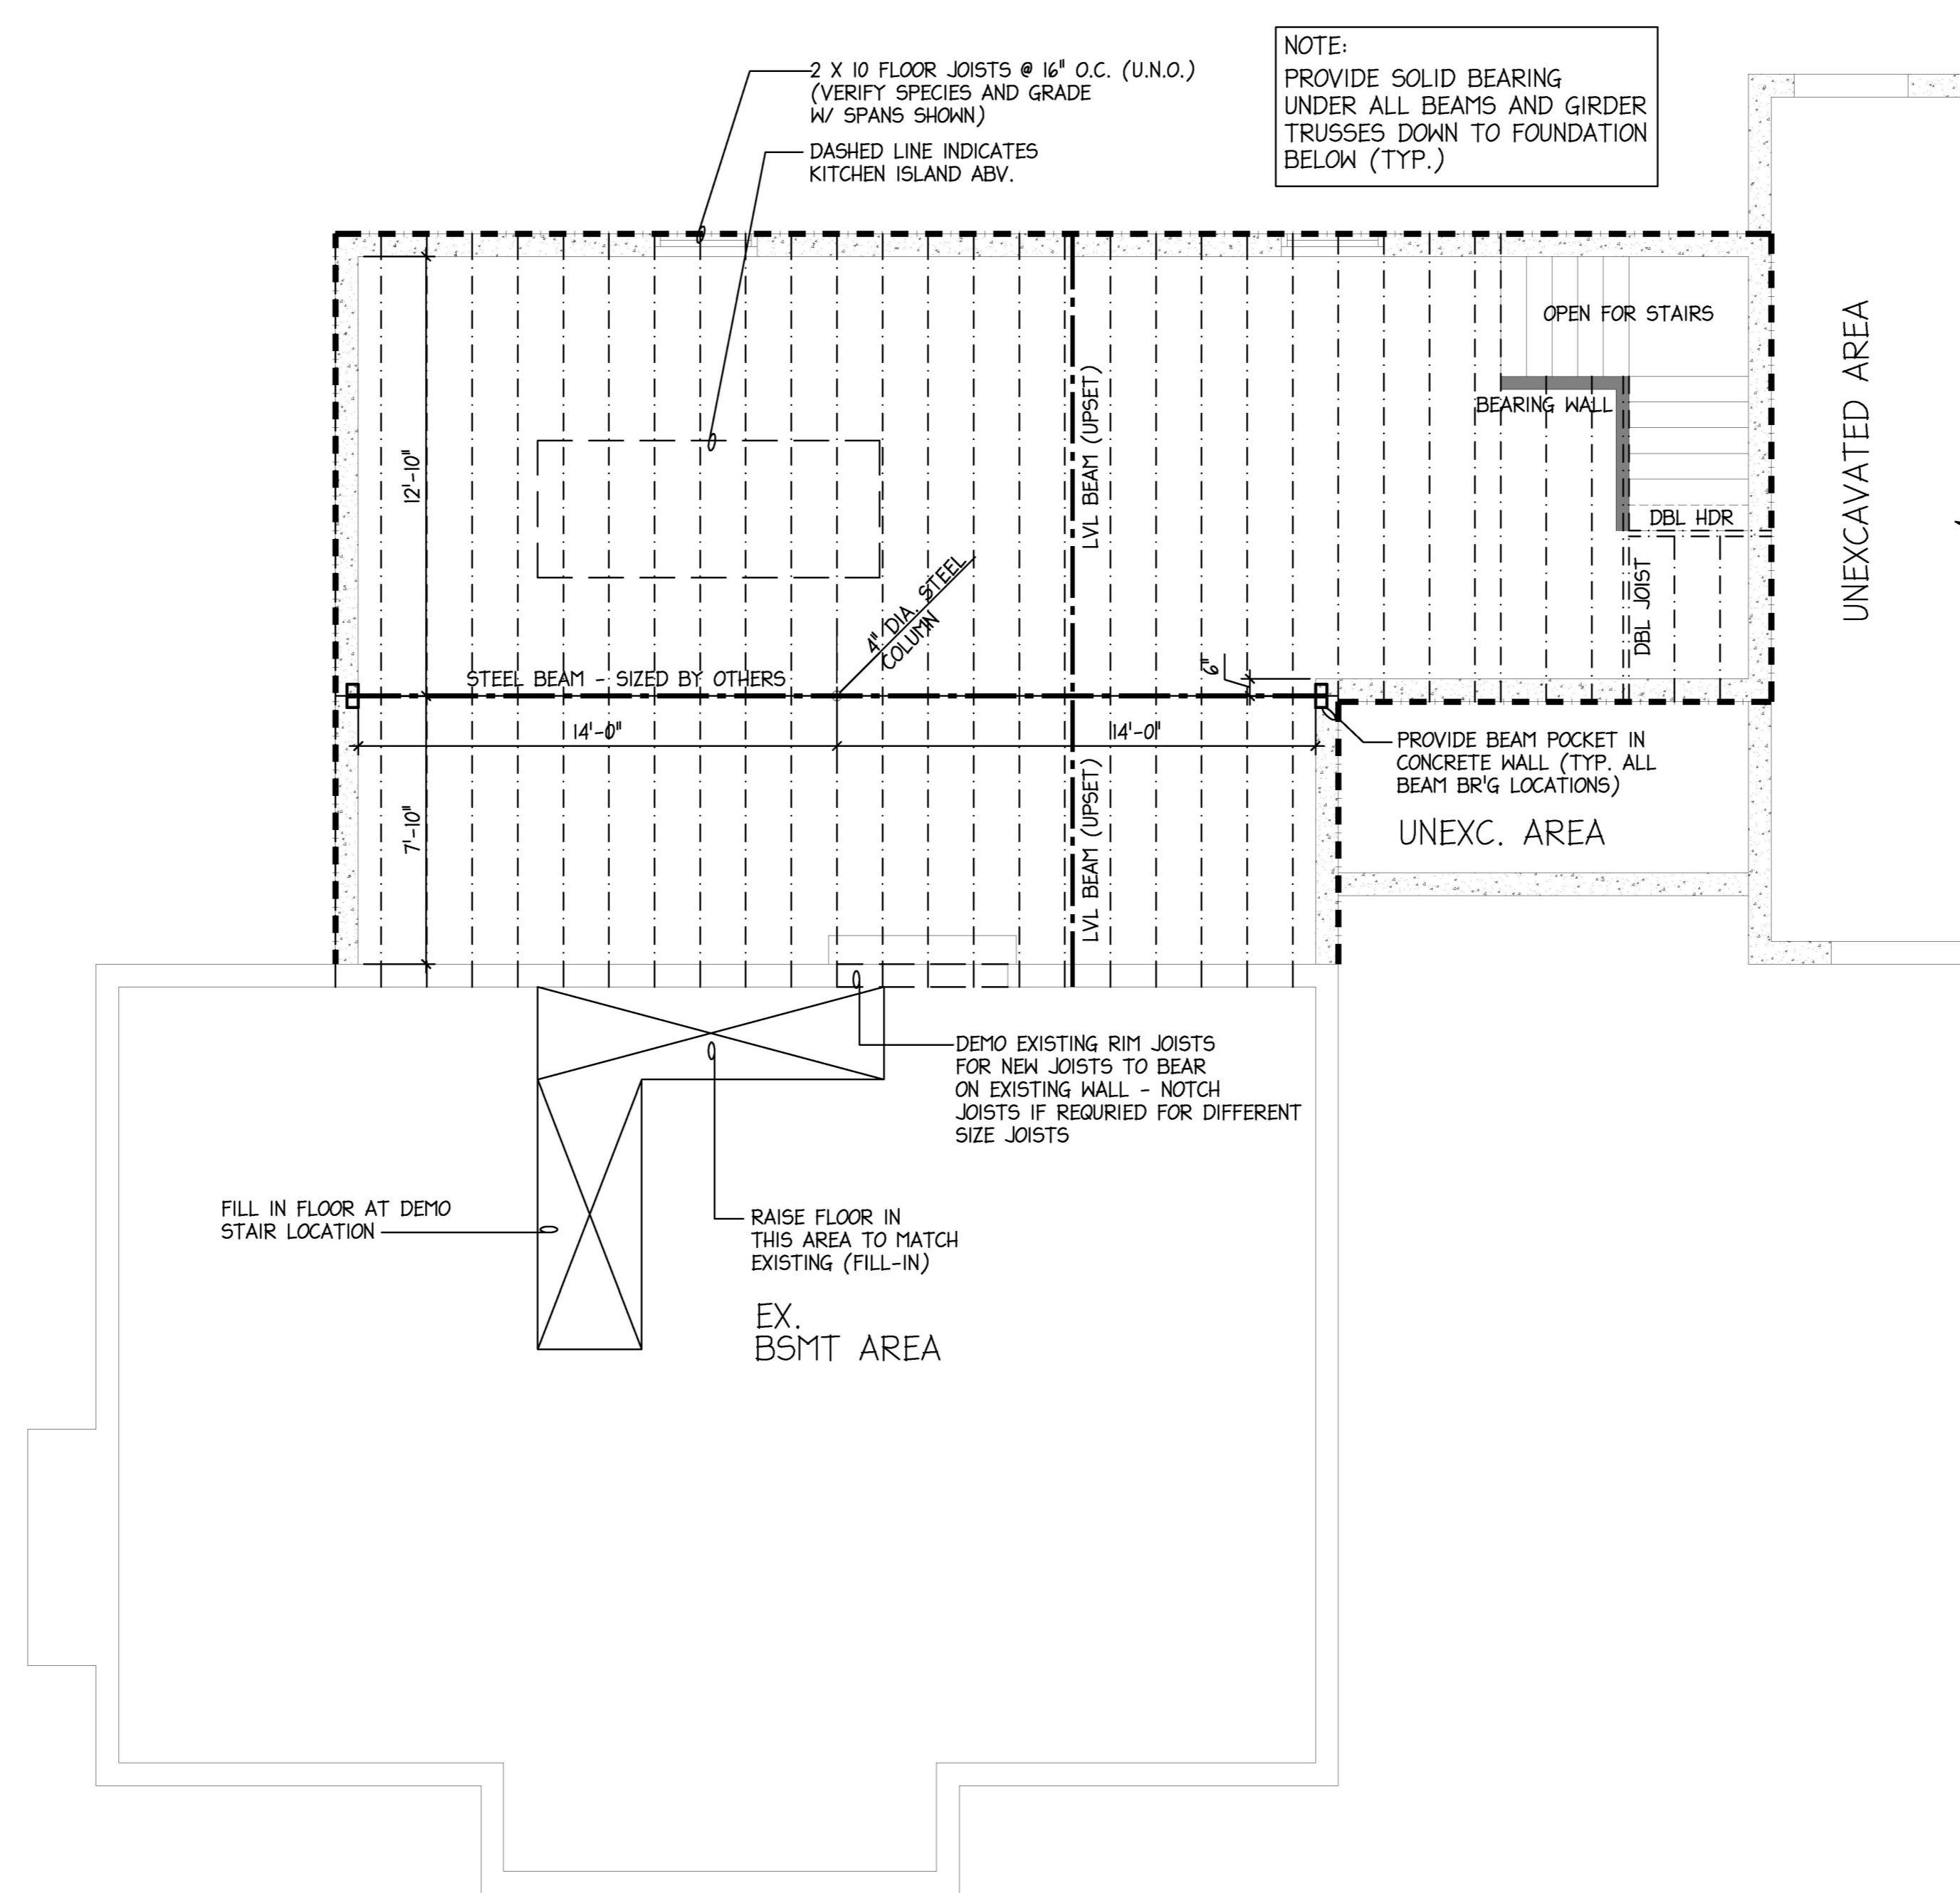 2 X 10 FLOOR JOISTS @ 16" O.C. (U.N.O.)
(VERIFY SPECIES AND GRADE
W/ SPANS SHOWN)
DASHED LINE INDICATES
KITCHEN ISLAND ABV.
NOTE:
PROVIDE SOLID BEARING
UNDER ALL BEAMS AND GIRDER
TRUSSES DOWN TO FOUNDATION
BELOW (TYP.)
OPEN FOR STAIRS
BEARING WALL
UNEXCAVATED AREA
LVL BEAM (UPSET)
12'-10"
DBL HDR
DBL JOIST
4" DIA. STEEL
COLUMN
STEEL BEAM - SIZED BY OTHERS
6"
14'-0"
14'-0"
PROVIDE BEAM POCKET IN
CONCRETE WALL (TYP. ALL
BEAM BR'G LOCATIONS)
7'-10"
LVL BEAM (UPSET)
UNEXC. AREA
DEMO EXISTING RIM JOISTS
FOR NEW JOISTS TO BEAR
ON EXISTING WALL - NOTCH
JOISTS IF REQURIED FOR DIFFERENT
SIZE JOISTS
FILL IN FLOOR AT DEMO
STAIR LOCATION
RAISE FLOOR IN
THIS AREA TO MATCH
EXISTING (FILL-IN)
EX.
BSMT AREA